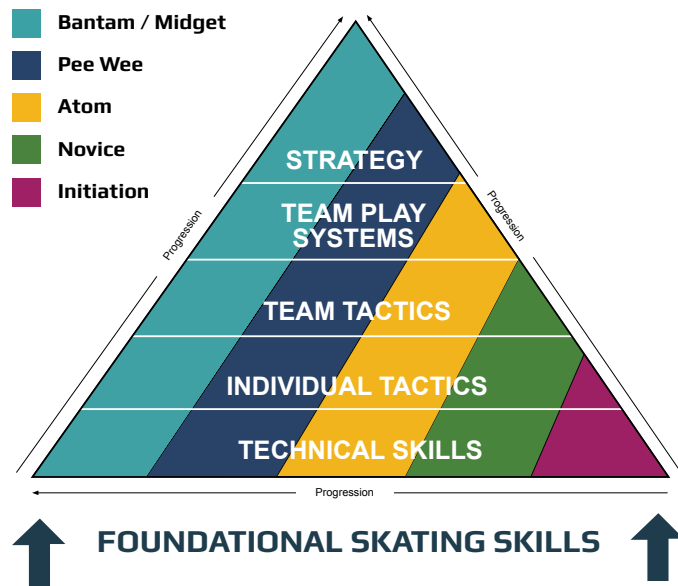 Bantam / Midget
Pee Wee
Atom
Novice
Initiation
STRATEGY
TEAM PLAY
SYSTEMS
TEAM TACTICS
INDIVIDUAL TACTICS
TECHNICAL SKILLS
Progression
Progression
Progression
FOUNDATIONAL SKATING SKILLS